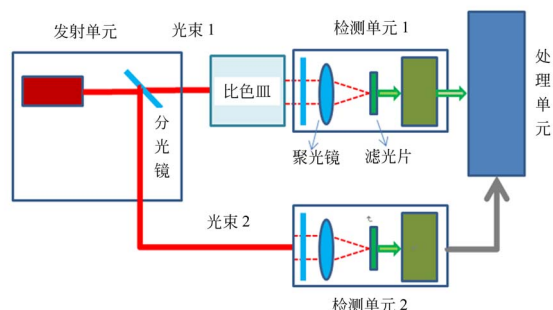 发射单元
光束 1
检测单元 1
处理单元
比色皿
分光镜
聚光镜
滤光片
光束 2
检测单元 2